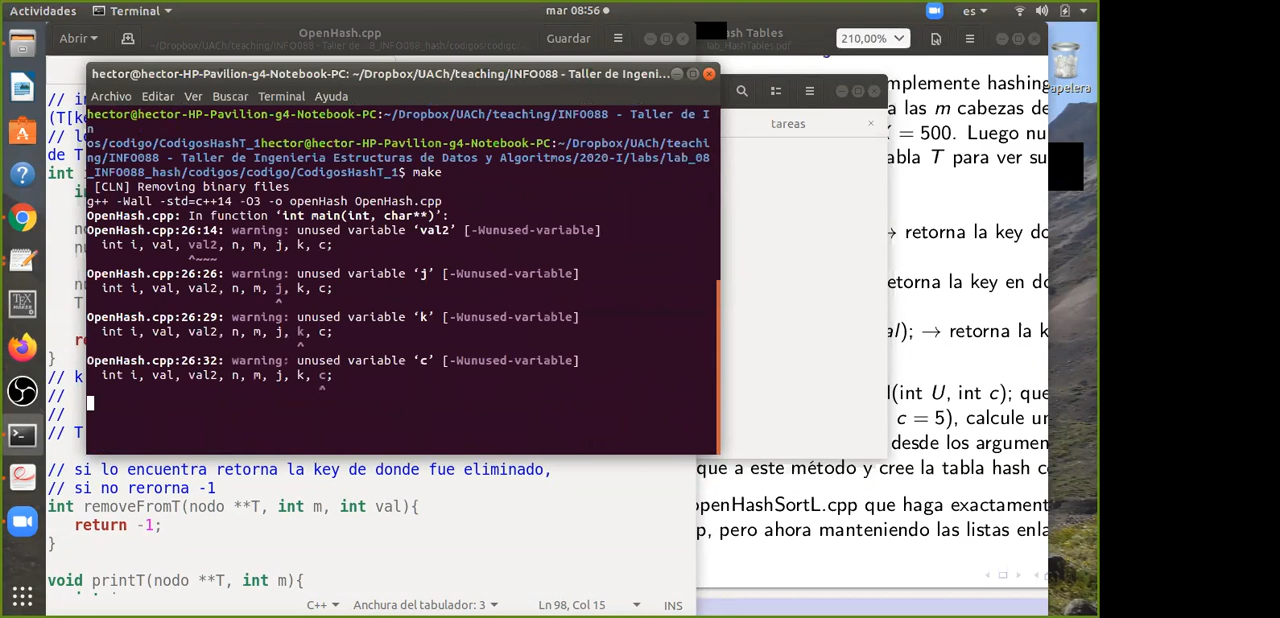 Actividades
Terminal
mar 08:56
es
Abrir
OpenHash.cpp
Guardar
sh Tables
lab_HashTables.pdf
210,00%
hector@hector-HP-Pavilion-g4-Notebook-PC: ~/Dropbox/UACh/teaching/INFO088 - Taller de Ingeni...
Archivo Editar Ver Buscar Terminal Ayuda
hector@hector-HP-Pavilion-g4-Notebook-PC:~/Dropbox/UACh/teaching/INFO088 - Taller de I
n
os/codigo/CodigosHashT_1hector@hector-HP-Pavilion-g4-Notebook-PC:~/Dropbox/UACh/teachi
ng/INFO088 - Taller de Ingenieria Estructuras de Datos y Algoritmos/2020-I/labs/lab_08
_INFO088_hash/codigos/codigo/CodigosHashT_1$ make
[CLN] Removing binary files
g++ -Wall -std=c++14 -O3 -o openHash OpenHash.cpp
OpenHash.cpp: In function ‘int main(int, char**)’:
OpenHash.cpp:26:14: warning: unused variable ‘val2’ [-Wunused-variable]
int i, val, val2, n, m, j, k, c;
^~~~
OpenHash.cpp:26:26: warning: unused variable ‘j’ [-Wunused-variable]
int i, val, val2, n, m, j, k, c;
^
OpenHash.cpp:26:29: warning: unused variable ‘k’ [-Wunused-variable]
int i, val, val2, n, m, j, k, c;
^
OpenHash.cpp:26:32: warning: unused variable ‘c’ [-Wunused-variable]
int i, val, val2, n, m, j, k, c;
^
// si lo encuentra retorna la key de donde fue eliminado,
// si no rerorna -1
int removeFromT(nodo **T, int m, int val){
return -1;
}
void printT(nodo **T, int m){
C++
Anchura del tabulador: 3
Ln 98, Col 15
INS
tareas
mplemente hashing
a las m cabezas de
= 500. Luego nu
abla T para ver su
→ retorna la key do
etorna la key en do
al); → retorna la k
l(int U, int c); que
c = 5), calcule un
desde los argumen
que a este método y cree la tabla hash c
openHashSortL.cpp que haga exactament
p, pero ahora manteniendo las listas enla
apelera